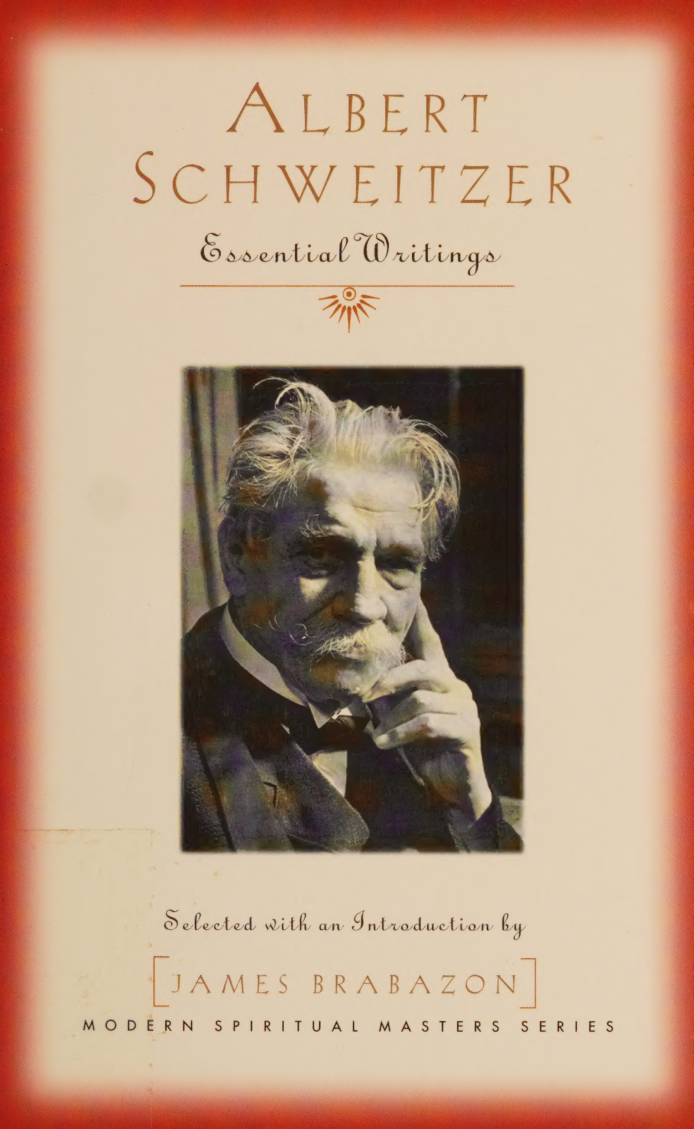 ALBERT
SCHWEITZER
Essential Writings
Selected with an Introduction by
[JAMES BRABAZON]
MODERN SPIRITUAL MASTERS SERIES